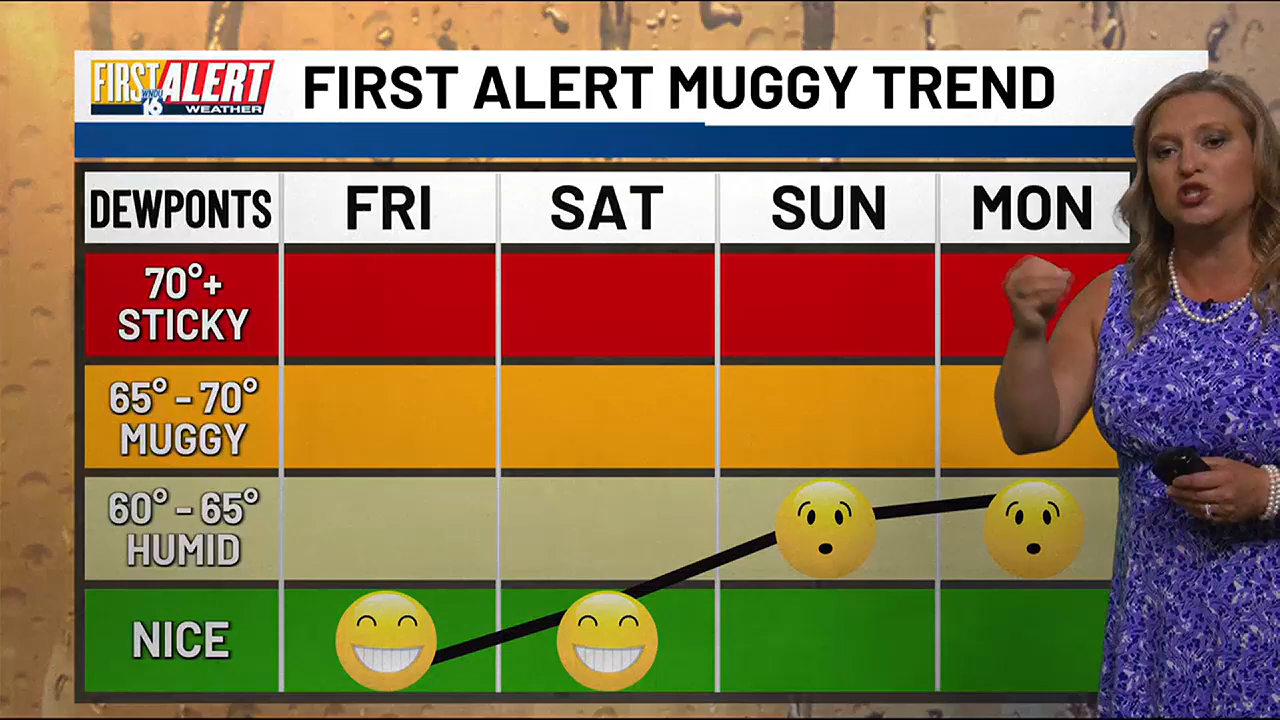 FIRST ALERT
WNDU
16 WEATHER
FIRST ALERT MUGGY TREND
DEWPONTS FRI SAT SUN MON
70°+
STICKY
65° - 70°
MUGGY
60° - 65°
HUMID
NICE